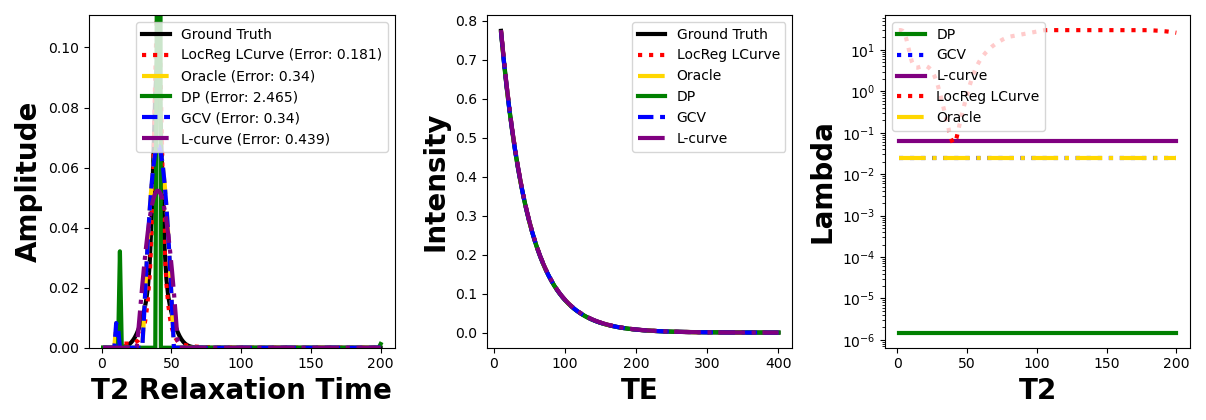 Amplitude
0.10
0.08
0.06
0.04
0.02
0.00
Ground Truth
LocReg LCurve (Error: 0.181)
Oracle (Error: 0.34)
DP (Error: 2.465)
GCV (Error: 0.34)
L-curve (Error: 0.439)
0 50 100 150 200
T2 Relaxation Time
Intensity
0.8
0.7
0.6
0.5
0.4
0.3
0.2
0.1
0.0
Ground Truth
LocReg LCurve
Oracle
DP
GCV
L-curve
0 100 200 300 400
TE
Lambda
10¹
10⁰
10⁻¹
10⁻²
10⁻³
10⁻⁴
10⁻⁵
10⁻⁶
DP
GCV
L-curve
LocReg LCurve
Oracle
0 50 100 150 200
T2